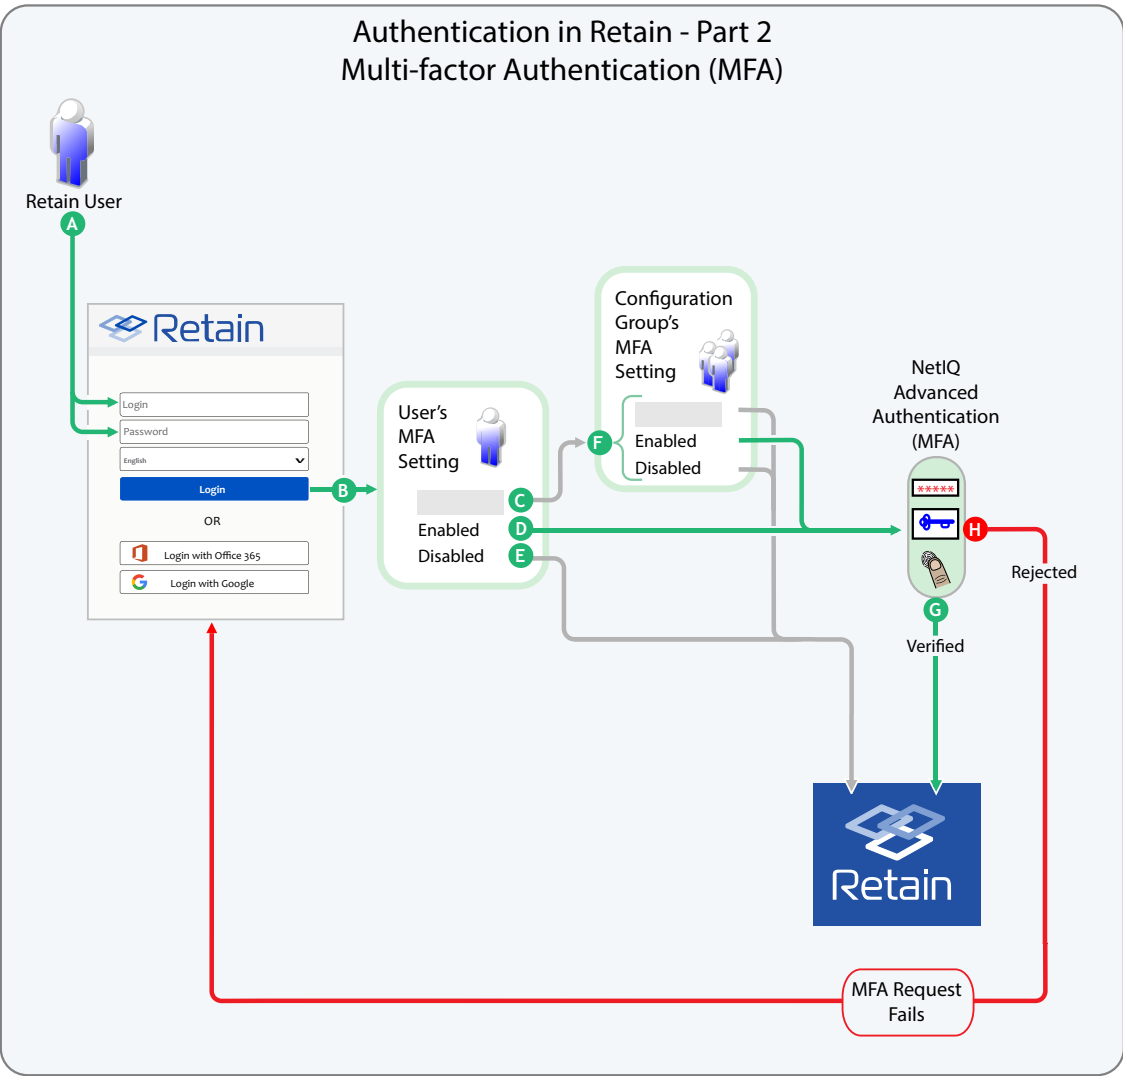 Authentication in Retain - Part 2
Multi-factor Authentication (MFA)
Retain User
A
Retain
Login
Password
English
Login
OR
Login with Office 365
Login with Google
B
User's
MFA
Setting
C
Enabled
D
Disabled
E
Configuration
Group's
MFA
Setting
F
Enabled
Disabled
NetIQ
Advanced
Authentication
(MFA)
*****
H
Rejected
G
Verified
Retain
MFA Request
Fails